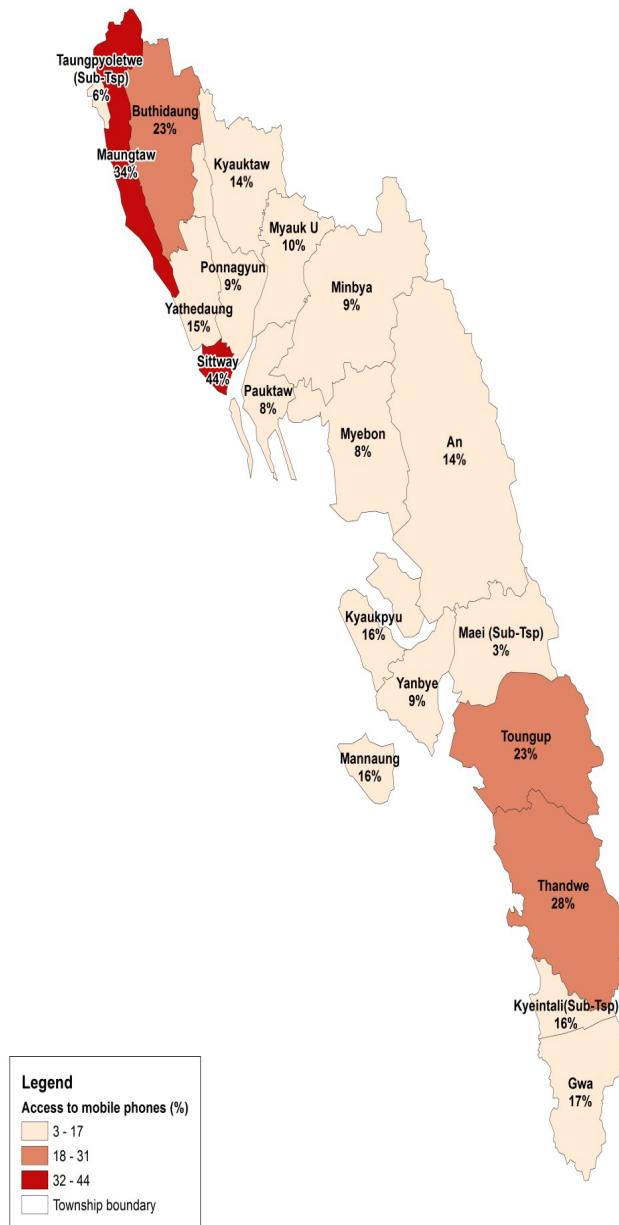 Taungpyoletwe
(Sub-Tsp)
6%
Buthidaung
23%
Maungtaw
34%
Kyauktaw
14%
Myauk U
10%
Ponnagyun
9%
Minbya
9%
Yathedaung
15%
Sittway
44%
Pauktaw
8%
Myebon
8%
An
14%
Kyaukpyu
16%
Maei (Sub-Tsp)
3%
Yanbye
9%
Toungup
23%
Mannaung
16%
Thandwe
28%
Kyeintali(Sub-Tsp)
16%
Gwa
17%
Legend
Access to mobile phones (%)
3 - 17
18 - 31
32 - 44
Township boundary